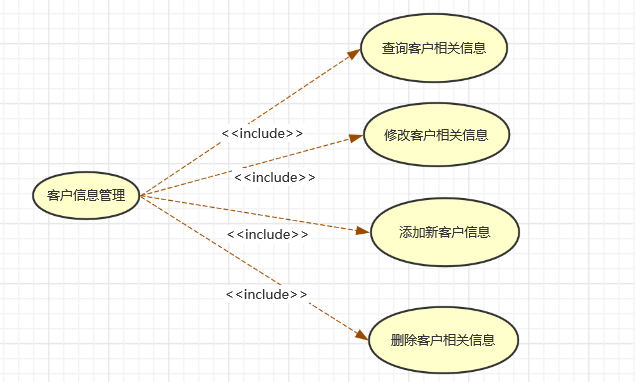 查询客户相关信息
<<include>>
修改客户相关信息
<<include>>
客户信息管理
添加新客户信息
<<include>>
<<include>>
删除客户相关信息